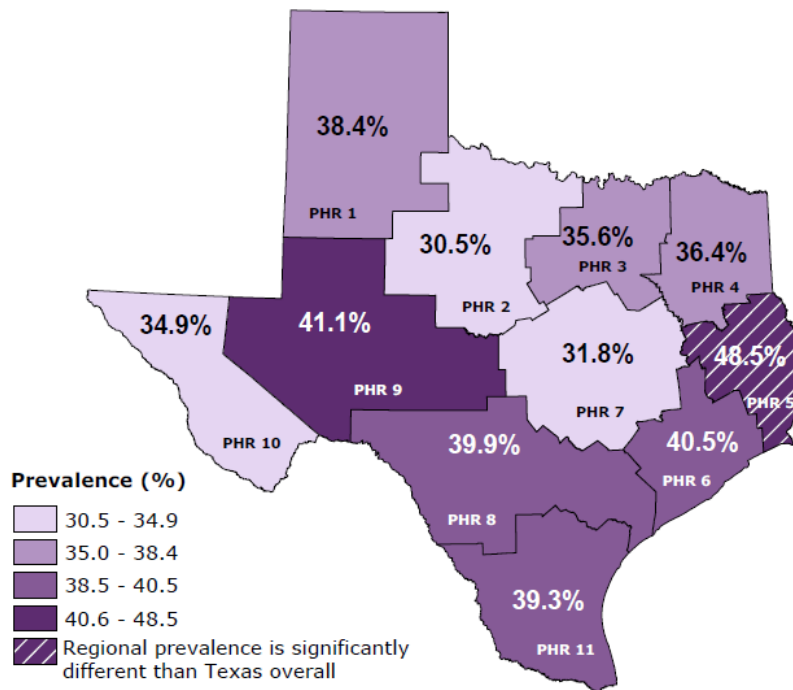 38.4%
PHR 1
30.5%
PHR 2
35.6%
PHR 3
36.4%
PHR 4
34.9%
PHR 10
41.1%
PHR 9
31.8%
PHR 7
48.5%
PHR 5
39.9%
PHR 8
40.5%
PHR 6
39.3%
PHR 11
Prevalence (%)
30.5 - 34.9
35.0 - 38.4
38.5 - 40.5
40.6 - 48.5
Regional prevalence is significantly
different than Texas overall